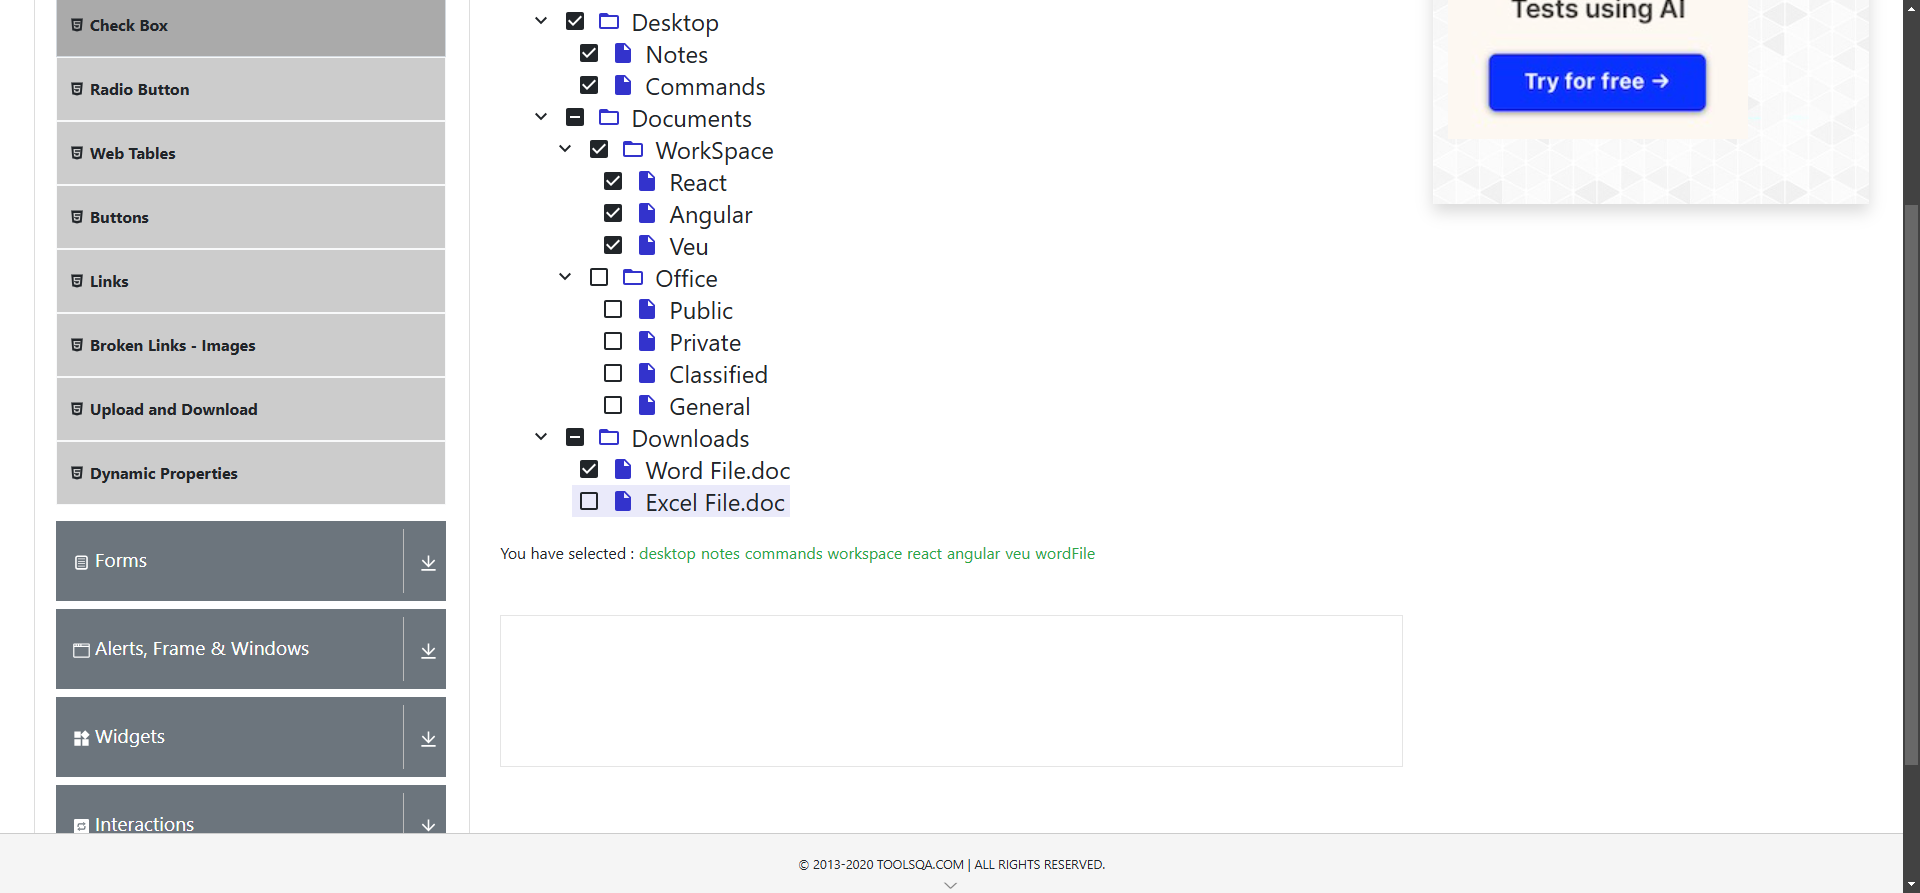 Check Box
Radio Button
Web Tables
Buttons
Links
Broken Links - Images
Upload and Download
Dynamic Properties
Forms
Alerts, Frame & Windows
Widgets
Interactions
Desktop
Notes
Commands
Documents
WorkSpace
React
Angular
Veu
Office
Public
Private
Classified
General
Downloads
Word File.doc
Excel File.doc
You have selected : desktop notes commands workspace react angular veu wordFile
Tests using AI
Try for free →
© 2013-2020 TOOLSQA.COM | ALL RIGHTS RESERVED.